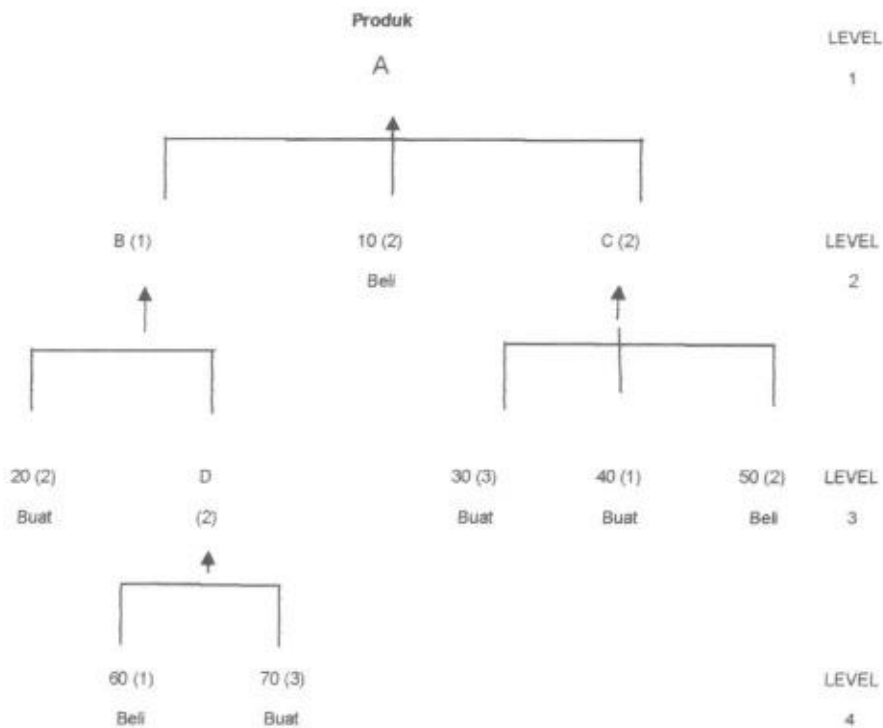 Produk
LEVEL
A
1
B (1) 10 (2) C (2) LEVEL
Beli 2
20 (2) D 30 (3) 40 (1) 50 (2) LEVEL
Buat (2) Buat Buat Beli 3
60 (1) 70 (3) LEVEL
Beli Buat 4